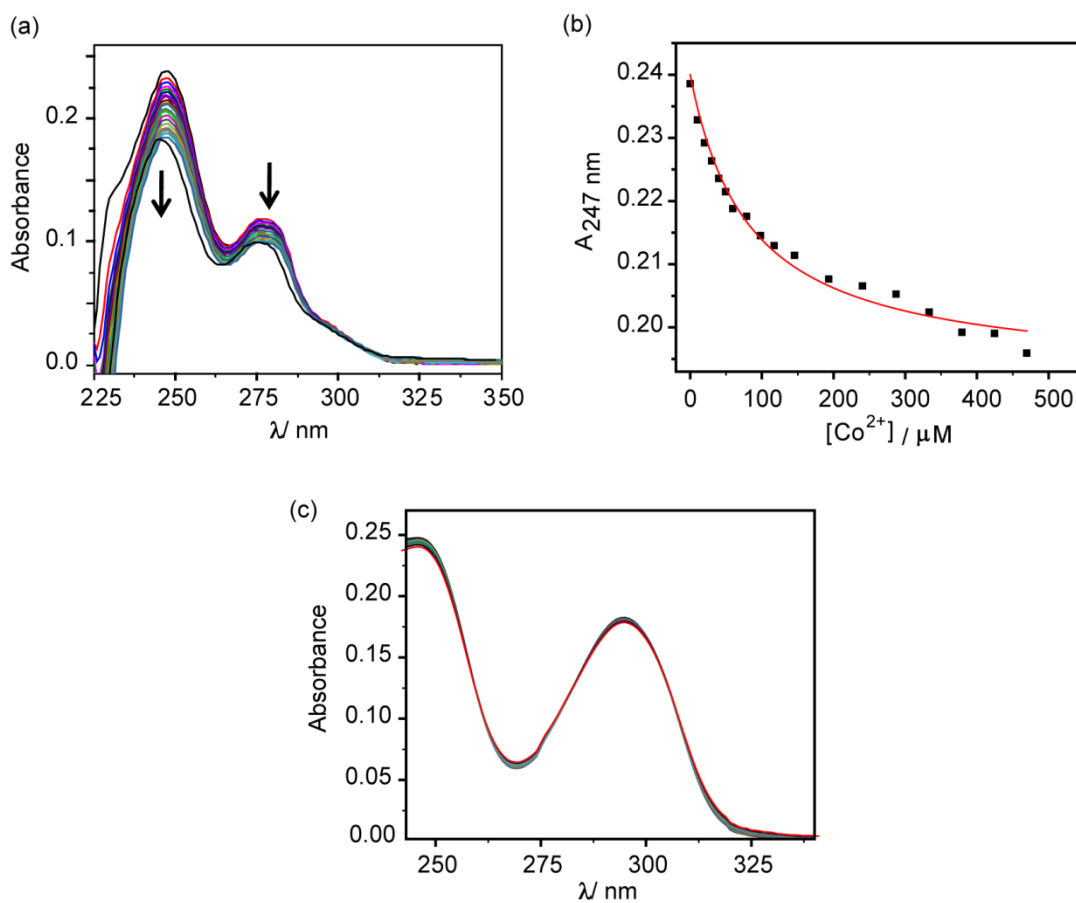 (a)
Absorbance
0.2
0.1
0.0
225 250 275 300 325 350
λ/ nm
(b)
A247 nm
0.24
0.23
0.22
0.21
0.20
0 100 200 300 400 500
[Co2+] / μM
(c)
Absorbance
0.25
0.20
0.15
0.10
0.05
0.00
250 275 300 325
λ/ nm